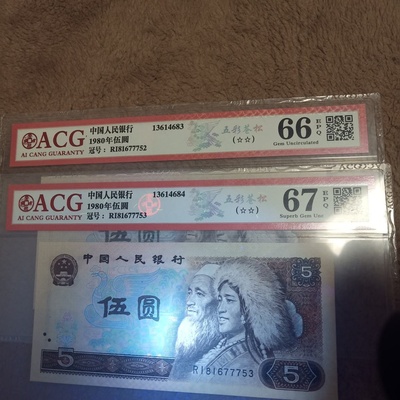 ACG
AI CANG GUARANTY
中国人民银行 13614683
1980年伍圆
冠号： RI81677752
五彩苍松
(☆☆)
66 EPQ
Gem Uncirculated
ACG
AI CANG GUARANTY
中国人民银行 13614684
1980年伍圆
冠号： RI81677753
五彩苍松
(☆☆)
67 EPQ
Superb Gem Unc
中国人民银行
伍圆
5
5
RI81677753
5